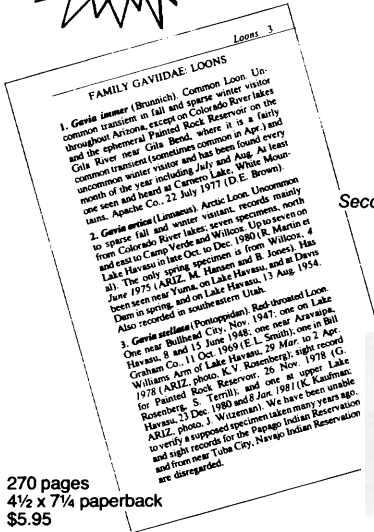 Loons 3
FAMILY GAVIIDAE: LOONS
1. Gavia immer (Brunnich). Common Loon. Un-
common transient in fall and sparse winter visitor
throughout Arizona, except on Colorado River lakes
and the ephemeral Painted Rock Reservoir on the
Gila River near Gila Bend, where it is a fairly
common transient (sometimes common in Apr.) and
uncommon winter visitor and has been found every
month of the year including July and Aug. At least
one seen and heard at Carnero Lake, White Moun-
tains, Apache Co., 22 July 1977 (D.E. Brown).
2. Gavia arctica (Linnaeus). Arctic Loon. Uncommon
to sparse fall and winter visitant, records mainly
from Colorado River lakes; seven specimens, north
and east to Camp Verde and Willcox. Up to seven on
Lake Havasu in late Oct. to Dec. 1980 (R. Martin et
al). The only spring specimen is from Willcox, 4
June 1975 (ARIZ, M. Hansen and B. Jones). Has
been seen near Yuma, on Lake Havasu, and at Davis
Dam in spring, and on Lake Havasu, 13 Aug. 1954.
Also recorded in southeastern Utah.
3. Gavia stellata (Pontoppidan). Red-throated Loon.
One near Bullhead City, Nov. 1947; one on Lake
Havasu, 8 and 15 June 1948; one near Aravaipa,
Graham Co., 11 Oct. 1969 (E.L. Smith); one in Bill
Williams Arm of Lake Havasu, 29 Mar. to 2 Apr.
1978 (ARIZ, photo, K.V. Rosenberg); sight record
for Painted Rock Reservoir, 26 Nov. 1978 (G.
Rosenberg, S. Terrill); and one at upper Lake
Havasu, 23 Dec. 1980 and 8 Jan. 1981 (K. Kaufman;
ARIZ, photo, J. Witzeman). We have been unable
to verify a supposed specimen taken many years ago,
and sight records for the Papago Indian Reservation
and from near Tuba City, Navajo Indian Reservation
are disregarded.
Seco
270 pages
4½ x 7¼ paperback
$5.95